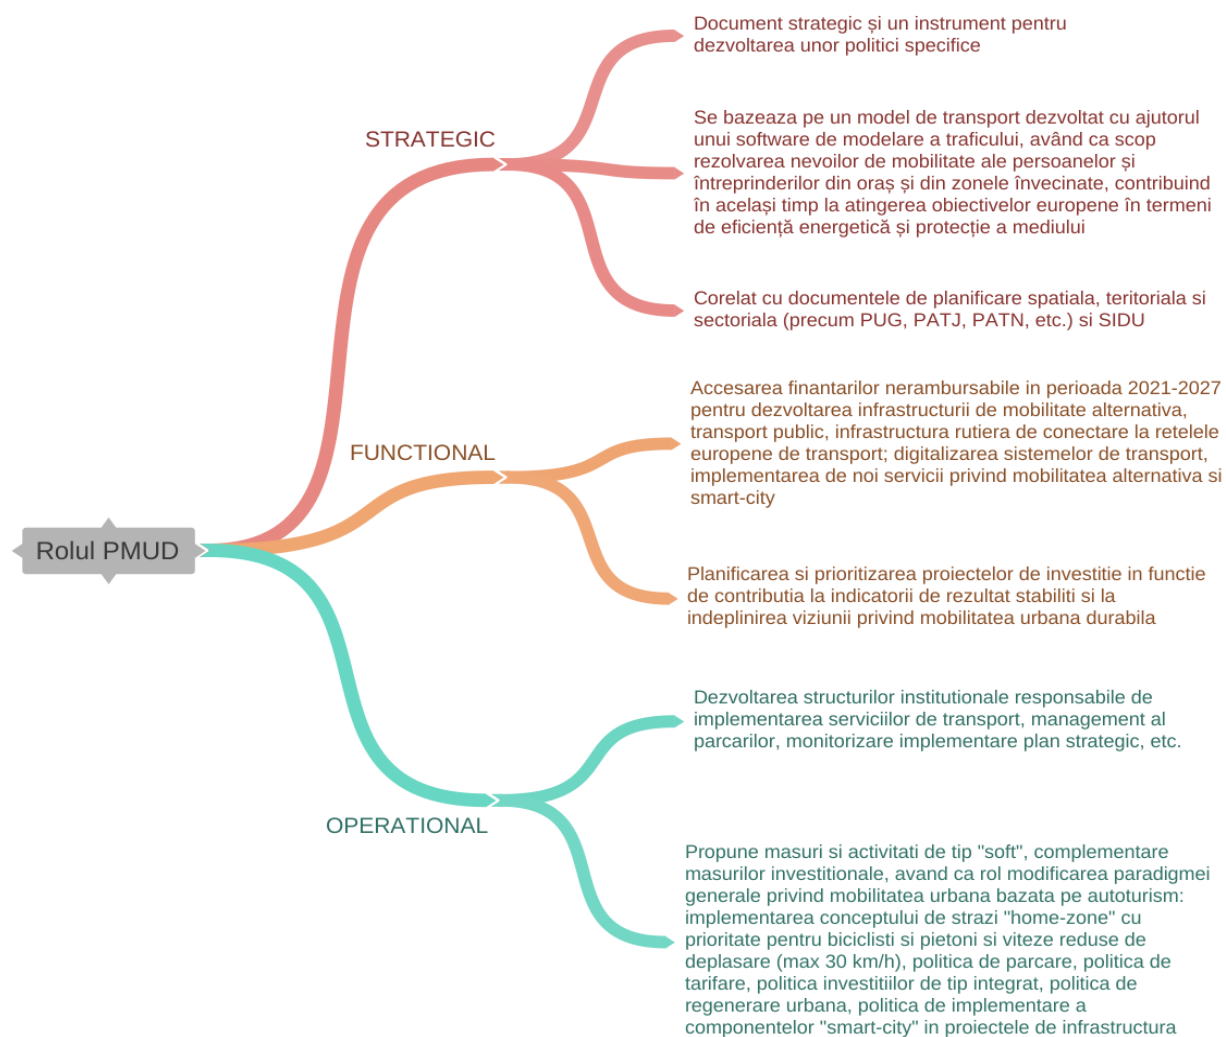 Rolul PMUD
STRATEGIC
Document strategic și un instrument pentru
dezvoltarea unor politici specifice
Se bazeaza pe un model de transport dezvoltat cu ajutorul
unui software de modelare a traficului, având ca scop
rezolvarea nevoilor de mobilitate ale persoanelor și
întreprinderilor din oraș și din zonele învecinate, contribuind
în același timp la atingerea obiectivelor europene în termeni
de eficiență energetică și protecție a mediului
Corelat cu documentele de planificare spatiala, teritoriala si
sectoriala (precum PUG, PATJ, PATN, etc.) si SIDU
FUNCTIONAL
Accesarea finantarilor nerambursabile in perioada 2021-2027
pentru dezvoltarea infrastructurii de mobilitate alternativa,
transport public, infrastructura rutiera de conectare la retelele
europene de transport; digitalizarea sistemelor de transport,
implementarea de noi servicii privind mobilitatea alternativa si
smart-city
Planificarea si prioritizarea proiectelor de investitie in functie
de contributia la indicatorii de rezultat stabiliti si la
indeplinirea viziunii privind mobilitatea urbana durabila
OPERATIONAL
Dezvoltarea structurilor institutionale responsabile de
implementarea serviciilor de transport, management al
parcarilor, monitorizare implementare plan strategic, etc.
Propune masuri si activitati de tip "soft", complementare
masurilor investitionale, avand ca rol modificarea paradigmei
generale privind mobilitatea urbana bazata pe autoturism:
implementarea conceptului de strazi "home-zone" cu
prioritate pentru biciclisti si pietoni si viteze reduse de
deplasare (max 30 km/h), politica de parcare, politica de
tarifare, politica investitiilor de tip integrat, politica de
regenerare urbana, politica de implementare a
componentelor "smart-city" in proiectele de infrastructura